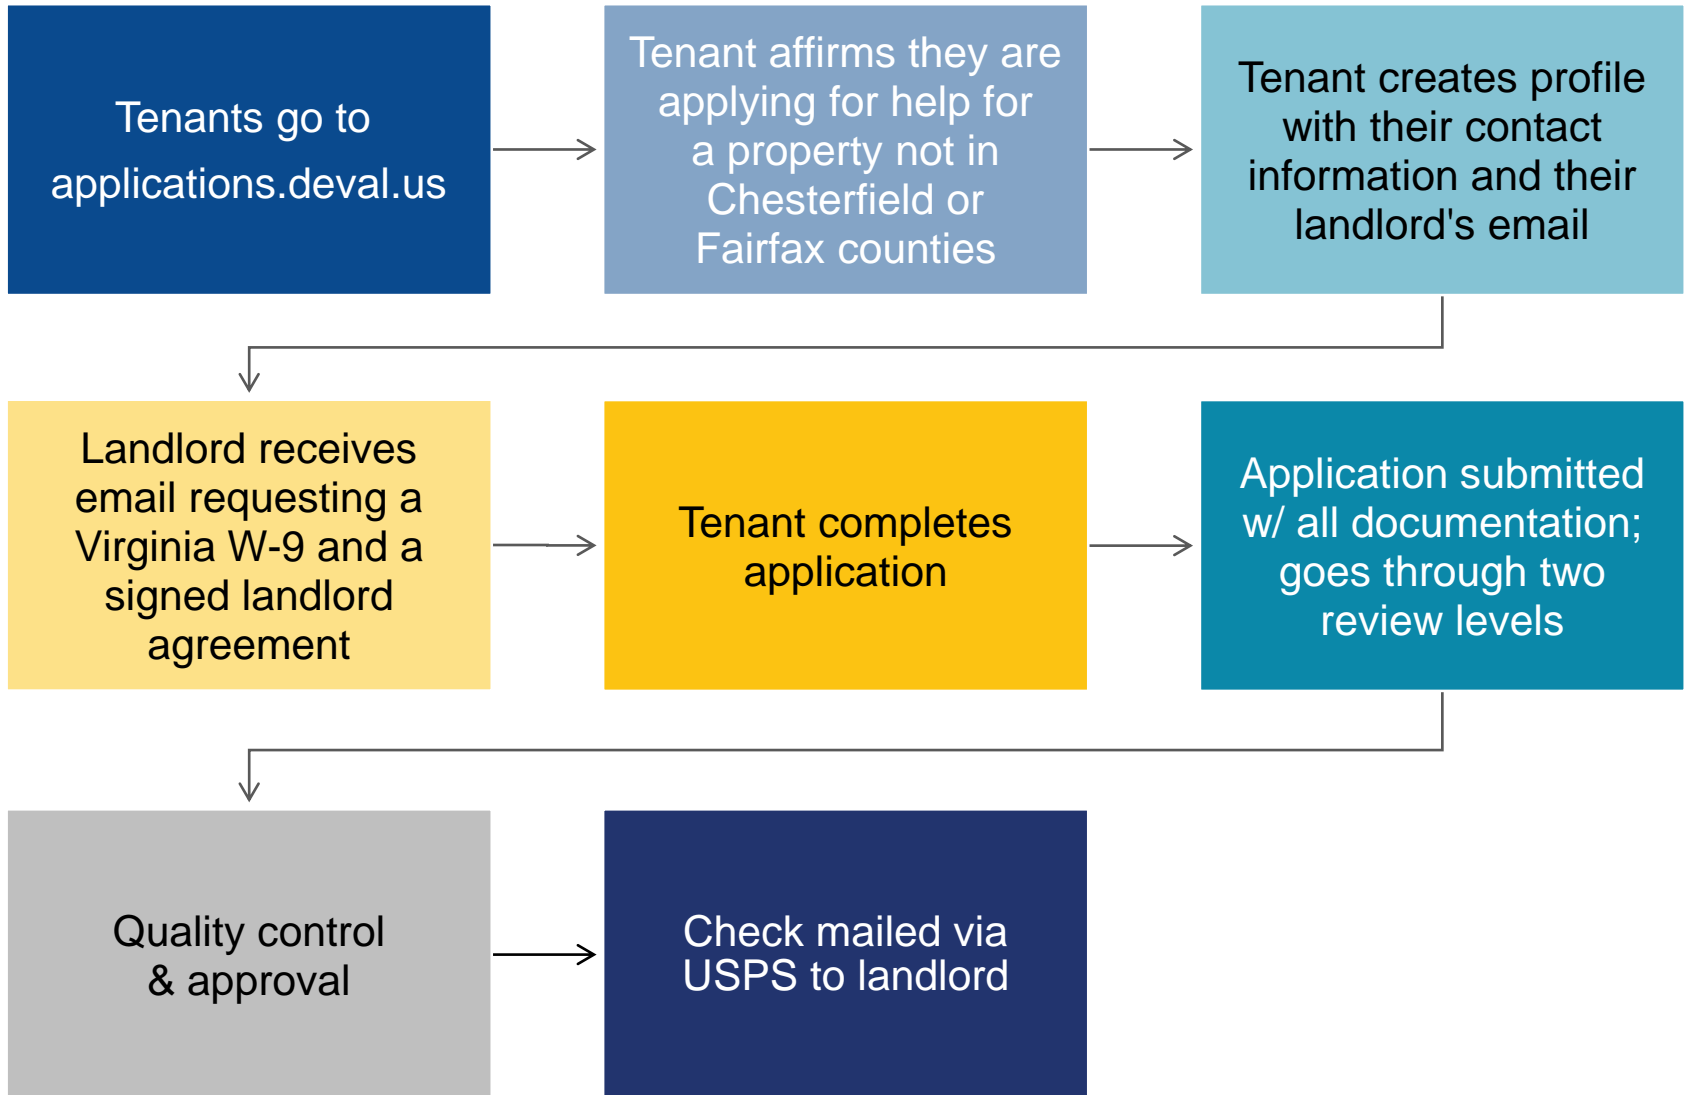 Tenants go to
applications.deval.us
Tenant affirms they are
applying for help for
a property not in
Chesterfield or
Fairfax counties
Tenant creates profile
with their contact
information and their
landlord's email
Landlord receives
email requesting a
Virginia W-9 and a
signed landlord
agreement
Tenant completes
application
Application submitted
w/ all documentation;
goes through two
review levels
Quality control
& approval
Check mailed via
USPS to landlord